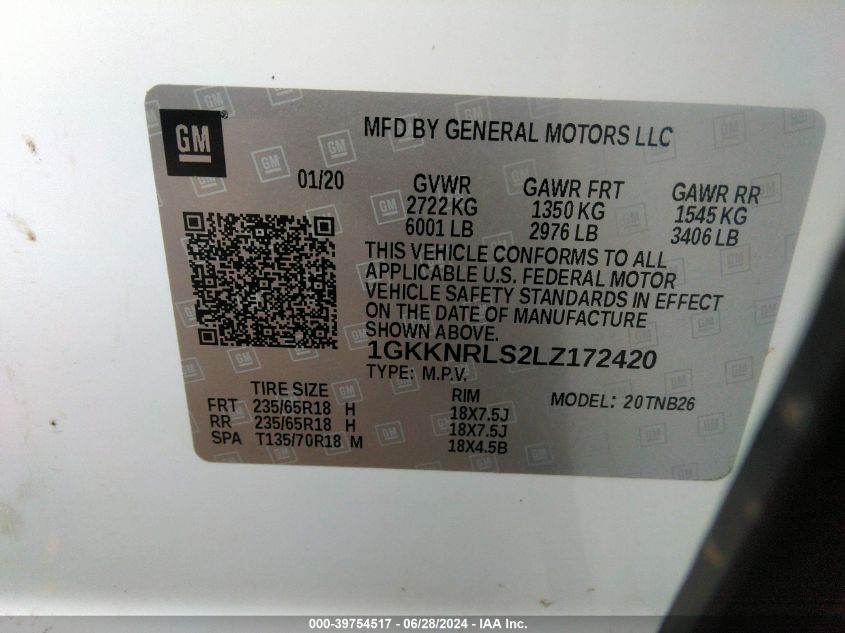 GM
MFD BY GENERAL MOTORS LLC
01/20
GVWR
2722 KG
6001 LB
GAWR FRT
1350 KG
2976 LB
GAWR RR
1545 KG
3406 LB
THIS VEHICLE CONFORMS TO ALL
APPLICABLE U.S. FEDERAL MOTOR
VEHICLE SAFETY STANDARDS IN EFFECT
ON THE DATE OF MANUFACTURE
SHOWN ABOVE.
1GKKNRLS2LZ172420
TYPE: M.P.V.
MODEL: 20TNB26
TIRE SIZE
FRT 235/65R18 H
RR 235/65R18 H
SPA T135/70R18 M
RIM
18X7.5J
18X7.5J
18X4.5B
000-39754517 - 06/28/2024 - IAA Inc.